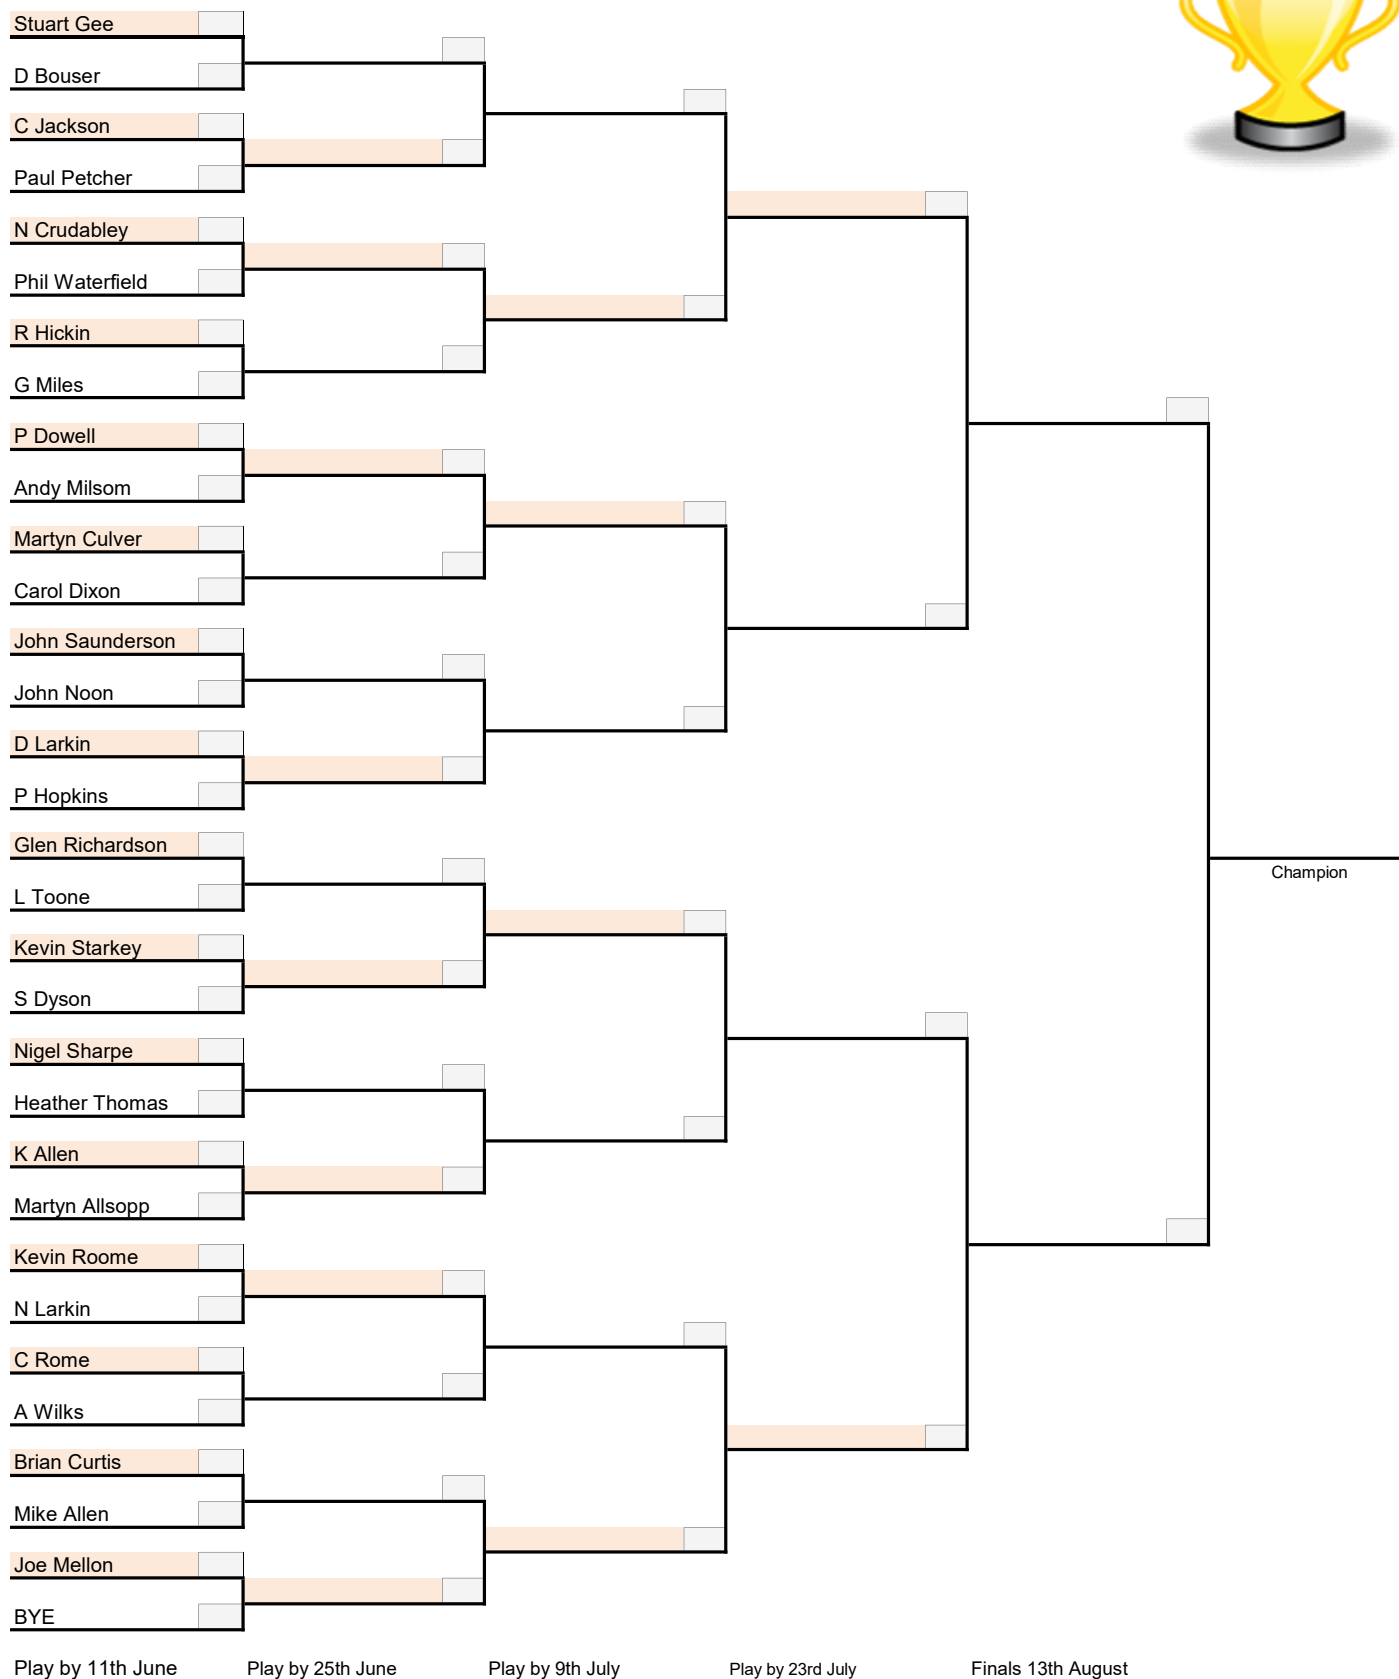 Stuart Gee
D Bouser
C Jackson
Paul Petcher
N Crudabley
Phil Waterfield
R Hickin
G Miles
P Dowell
Andy Milsom
Martyn Culver
Carol Dixon
John Saunderson
John Noon
D Larkin
P Hopkins
Glen Richardson
L Toone
Champion
Kevin Starkey
S Dyson
Nigel Sharpe
Heather Thomas
K Allen
Martyn Allsopp
Kevin Roome
N Larkin
C Rome
A Wilks
Brian Curtis
Mike Allen
Joe Mellon
BYE
Play by 11th June Play by 25th June Play by 9th July Play by 23rd July Finals 13th August